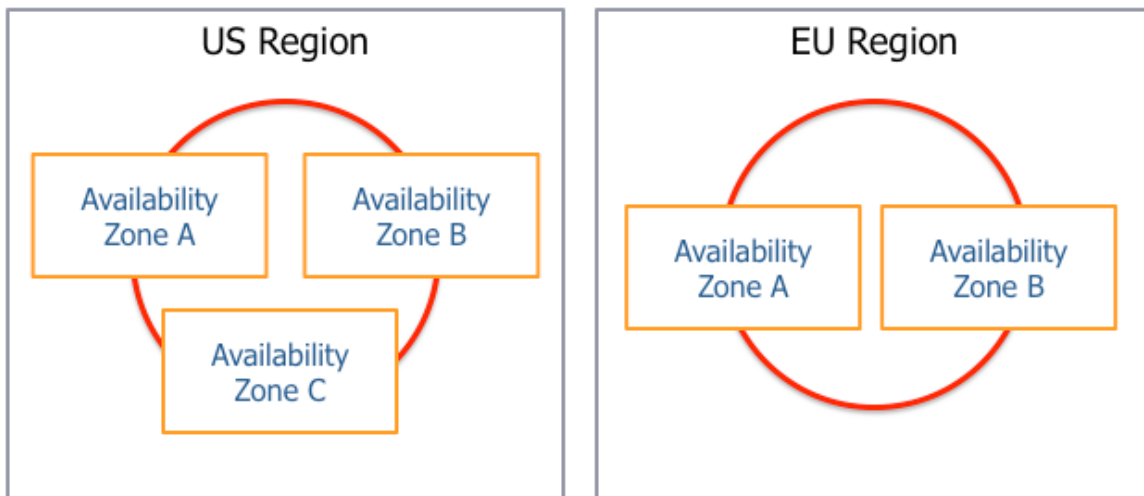 US Region
Availability
Zone A
Availability
Zone B
Availability
Zone C
EU Region
Availability
Zone A
Availability
Zone B